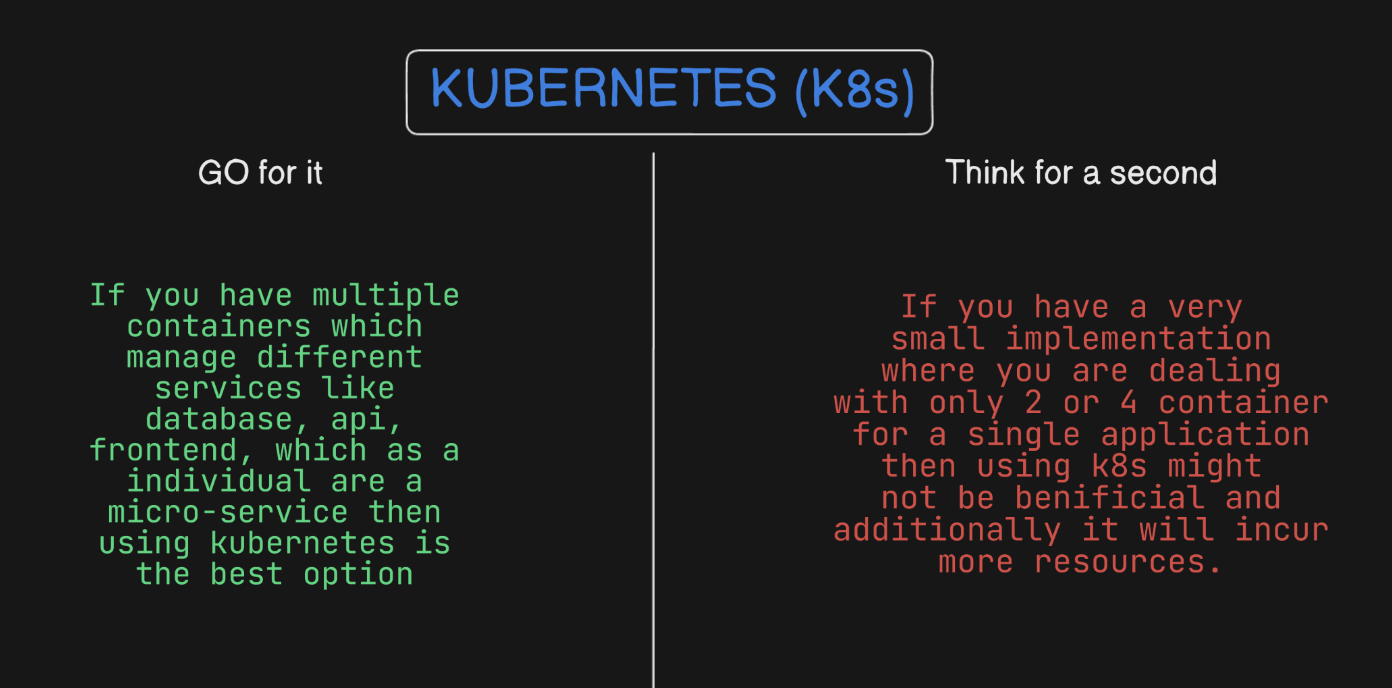 KUBERNETES (K8s)
GO for it
If you have multiple
containers which
manage different
services like
database, api,
frontend, which as a
individual are a
micro-service then
using kubernetes is
the best option
Think for a second
If you have a very
small implementation
where you are dealing
with only 2 or 4 container
for a single application
then using k8s might
not be benificial and
additionally it will incur
more resources.